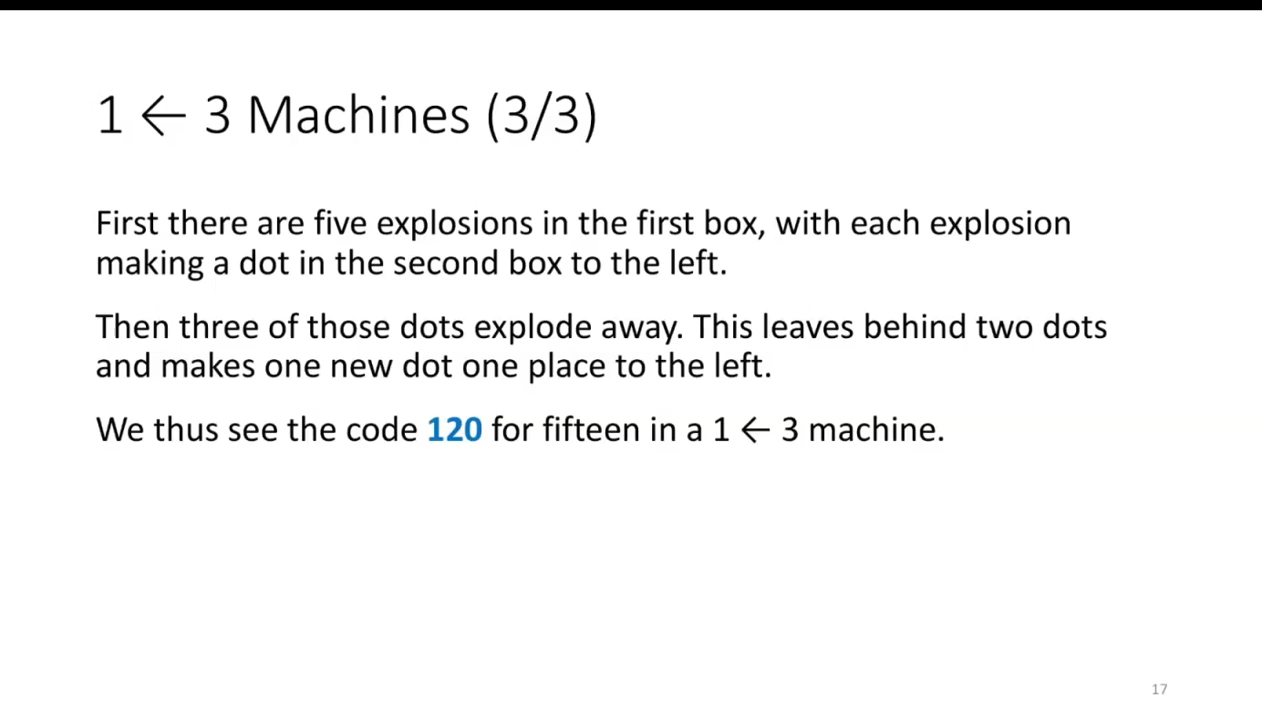 1 ← 3 Machines (3/3)
First there are five explosions in the first box, with each explosion
making a dot in the second box to the left.
Then three of those dots explode away. This leaves behind two dots
and makes one new dot one place to the left.
We thus see the code 120 for fifteen in a 1 ← 3 machine.
17